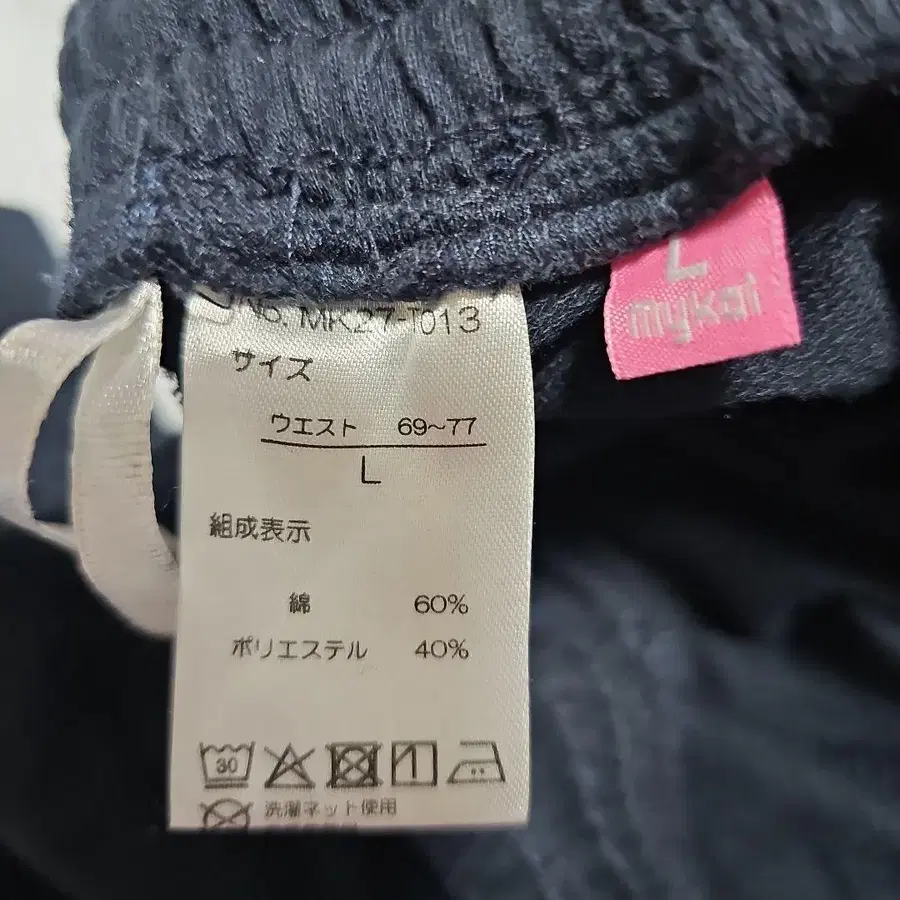 No. MK27-T013
サイズ
ウエスト 69~77
L
組成表示
綿 60%
ポリエステル 40%
30
洗濯ネット使用
L
mykat